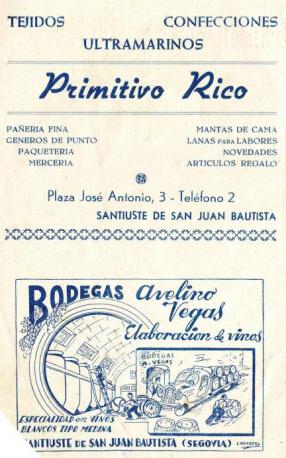 TEJIDOS CONFECCIONES
ULTRAMARINOS
Primitivo Rico
PAÑERIA FINA MANTAS DE CAMA
GENEROS DE PUNTO LANAS PARA LABORES
PAQUETERIA NOVEDADES
MERCERIA ARTICULOS REGALO
Plaza José Antonio, 3 - Teléfono 2
SANTIUSTE DE SAN JUAN BAUTISTA
BODEGAS Avelino
Vegas
Elaboracion de vinos
BODEGAS
A. VEGAS
ESPECIALIDAD EN VINOS
BLANCOS TIPO MEDINA
SANTIUSTE DE SAN JUAN BAUTISTA (SEGOVIA)